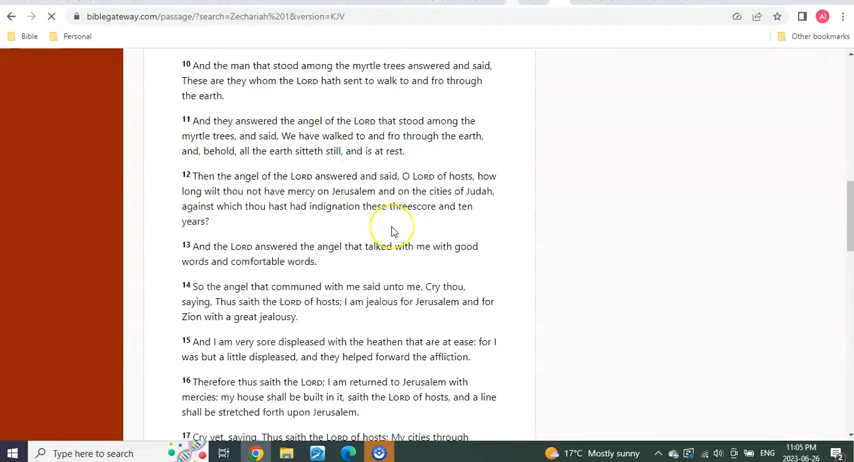 biblegateway.com/passage/?search=Zechariah%201&version=KJV
Al
Bible
Personal
Other bookmarks
10 And the man that stood among the myrtle trees answered and said,
These are they whom the LORD hath sent to walk to and fro through
the earth.
11 And they answered the angel of the LORD that stood among the
myrtle trees, and said, We have walked to and fro through the earth,
and, behold, all the earth sitteth still, and is at rest.
12 Then the angel of the LORD answered and said, O LORD of hosts, how
long wilt thou not have mercy on Jerusalem and on the cities of Judah,
against which thou hast had indignation these threescore and ten
years?
13 And the LORD answered the angel that talked with me with good
words and comfortable words.
14 So the angel that communed with me said unto me, Cry thou,
saying, Thus saith the LORD of hosts; I am jealous for Jerusalem and for
Zion with a great jealousy.
15 And I am very sore displeased with the heathen that are at ease: for I
was but a little displeased, and they helped forward the affliction.
16 Therefore thus saith the LORD; I am returned to Jerusalem with
mercies: my house shall be built in it, saith the LORD of hosts, and a line
shall be stretched forth upon Jerusalem.
17 Cry yet, saying, Thus saith the LORD of hosts; My cities through
Type here to search
17°C Mostly sunny
ENG
11:05 PM
2023-06-26
2